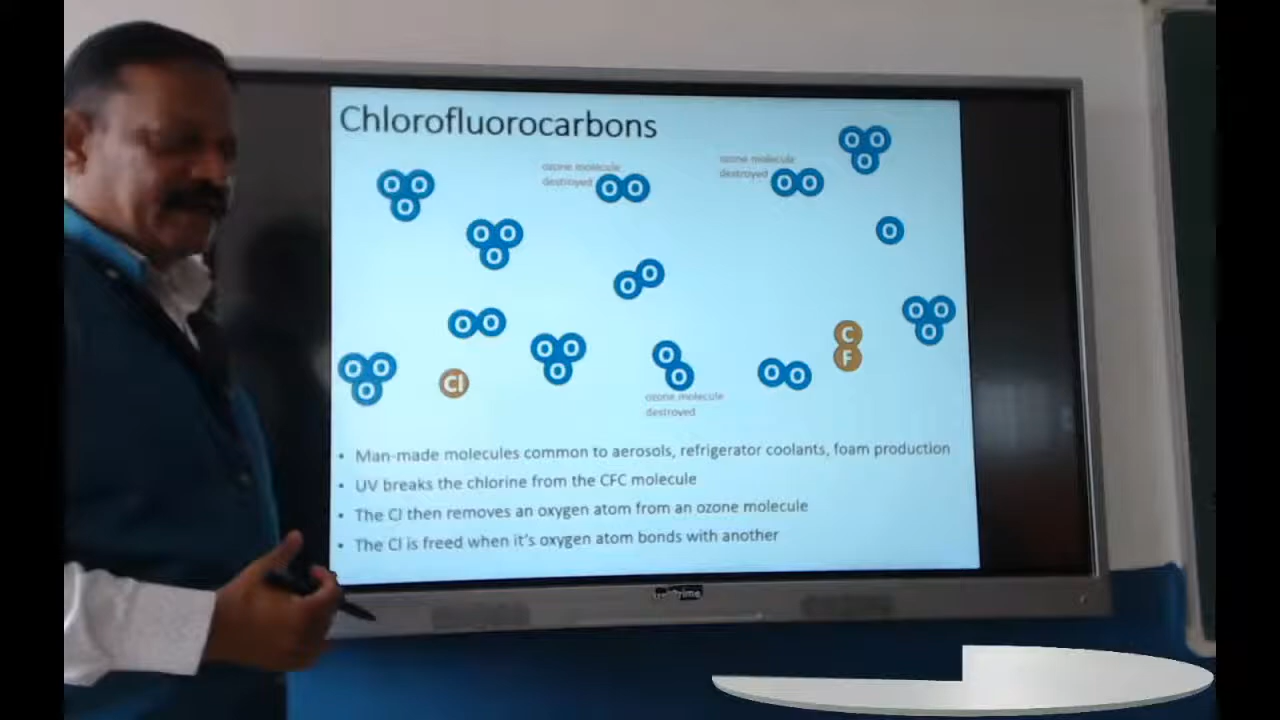 Chlorofluorocarbons
ozone molecule
destroyed
O O
ozone molecule
destroyed
O O
O O
O
O O
O
O
O O
O
O O
O O
O O
O
C
F
O O
O
O O
O
O
O
O O
O O
O
Cl
ozone molecule
destroyed
• Man-made molecules common to aerosols, refrigerator coolants, foam production
• UV breaks the chlorine from the CFC molecule
• The Cl then removes an oxygen atom from an ozone molecule
• The Cl is freed when it's oxygen atom bonds with another